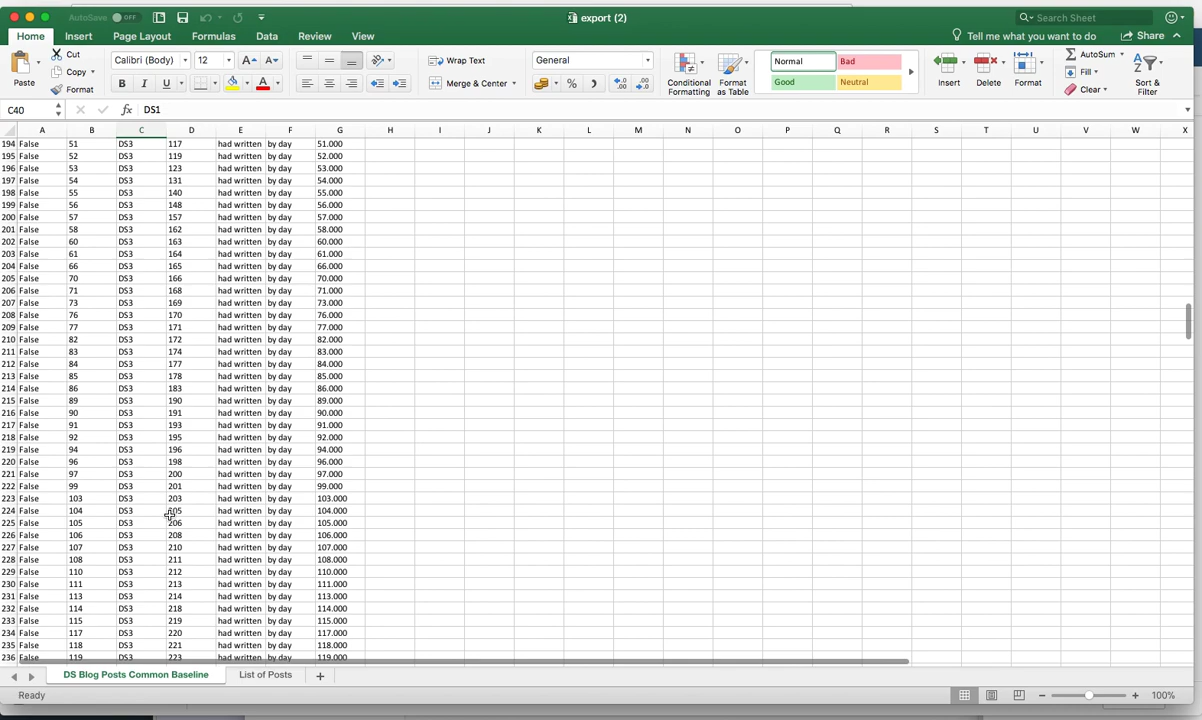 AutoSave OFF export (2) Search Sheet
Home Insert Page Layout Formulas Data Review View Tell me what you want to do Share
Paste Cut Copy Format Calibri (Body) 12 A A Wrap Text General Normal Bad AutoSum
B I U A Merge & Center % Conditional Formatting Format as Table Good Neutral Insert Delete Format Fill Clear Sort & Filter
C40 fx DS1
A B C D E F G H I J K L M N O P Q R S T U V W X
194 False 51 DS3 117 had written by day 51.000
195 False 52 DS3 119 had written by day 52.000
196 False 53 DS3 123 had written by day 53.000
197 False 54 DS3 131 had written by day 54.000
198 False 55 DS3 140 had written by day 55.000
199 False 56 DS3 148 had written by day 56.000
200 False 57 DS3 157 had written by day 57.000
201 False 58 DS3 162 had written by day 58.000
202 False 60 DS3 163 had written by day 60.000
203 False 61 DS3 164 had written by day 61.000
204 False 66 DS3 165 had written by day 66.000
205 False 70 DS3 166 had written by day 70.000
206 False 71 DS3 168 had written by day 71.000
207 False 73 DS3 169 had written by day 73.000
208 False 76 DS3 170 had written by day 76.000
209 False 77 DS3 171 had written by day 77.000
210 False 82 DS3 172 had written by day 82.000
211 False 83 DS3 174 had written by day 83.000
212 False 84 DS3 177 had written by day 84.000
213 False 85 DS3 178 had written by day 85.000
214 False 86 DS3 183 had written by day 86.000
215 False 89 DS3 190 had written by day 89.000
216 False 90 DS3 191 had written by day 90.000
217 False 91 DS3 193 had written by day 91.000
218 False 92 DS3 195 had written by day 92.000
219 False 94 DS3 196 had written by day 94.000
220 False 96 DS3 198 had written by day 96.000
221 False 97 DS3 200 had written by day 97.000
222 False 99 DS3 201 had written by day 99.000
223 False 103 DS3 203 had written by day 103.000
224 False 104 DS3 205 had written by day 104.000
225 False 105 DS3 206 had written by day 105.000
226 False 106 DS3 208 had written by day 106.000
227 False 107 DS3 210 had written by day 107.000
228 False 108 DS3 211 had written by day 108.000
229 False 110 DS3 212 had written by day 110.000
230 False 111 DS3 213 had written by day 111.000
231 False 113 DS3 214 had written by day 113.000
232 False 114 DS3 218 had written by day 114.000
233 False 115 DS3 219 had written by day 115.000
234 False 117 DS3 220 had written by day 117.000
235 False 118 DS3 221 had written by day 118.000
236 False 119 DS3 223 had written by day 119.000
DS Blog Posts Common Baseline List of Posts +
Ready 100%